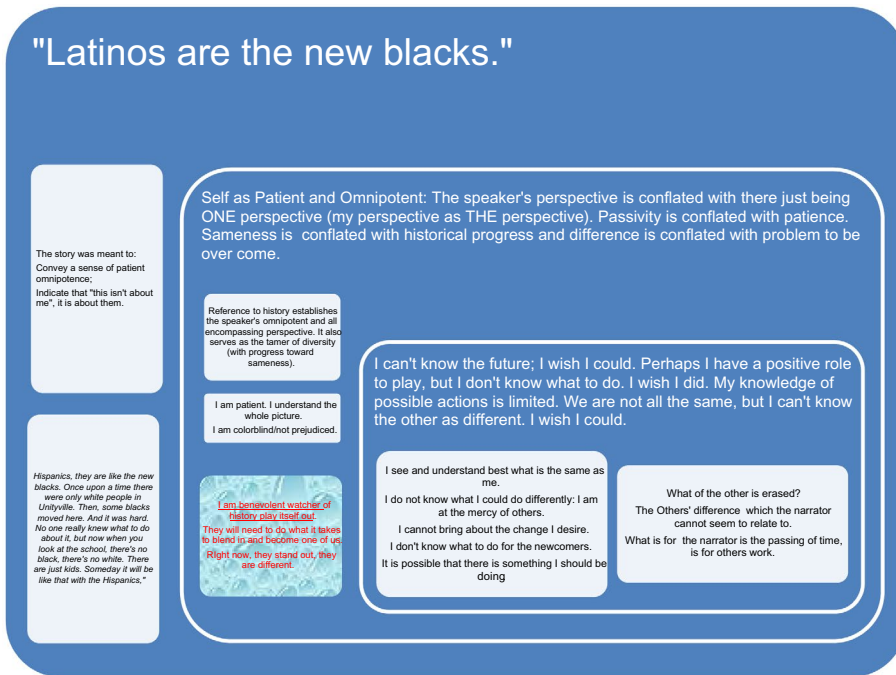 "Latinos are the new blacks."
The story was meant to:
Convey a sense of patient
omnipotence;
Indicate that "this isn't about
me", it is about them.
Hispanics, they are like the new
blacks. Once upon a time there
were only white people in
Unityville. Then, some blacks
moved here. And it was hard.
No one really knew what to do
about it, but now when you
look at the school, there's no
black, there's no white. There
are just kids. Someday it will be
like that with the Hispanics,"
Self as Patient and Omnipotent: The speaker's perspective is conflated with there just being
ONE perspective (my perspective as THE perspective). Passivity is conflated with patience.
Sameness is  conflated with historical progress and difference is conflated with problem to be
over come.
Reference to history establishes
the speaker's omnipotent and all
encompassing perspective. It also
serves as the tamer of diversity
(with progress toward
sameness).
I am patient. I understand the
whole picture.
I am colorblind/not prejudiced.
I am benevolent watcher of
history play itself out.
They will need to do what it takes
to blend in and become one of us.
RIght now, they stand out, they
are different.
I can't know the future; I wish I could. Perhaps I have a positive role
to play, but I don't know what to do. I wish I did. My knowledge of
possible actions is limited. We are not all the same, but I can't know
the other as different. I wish I could.
I see and understand best what is the same as
me.
I do not know what I could do differently: I am
at the mercy of others.
I cannot bring about the change I desire.
I don't know what to do for the newcomers.
It is possible that there is something I should be
doing
What of the other is erased?
The Others' difference  which the narrator
cannot seem to relate to.
What is for  the narrator is the passing of time,
is for others work.